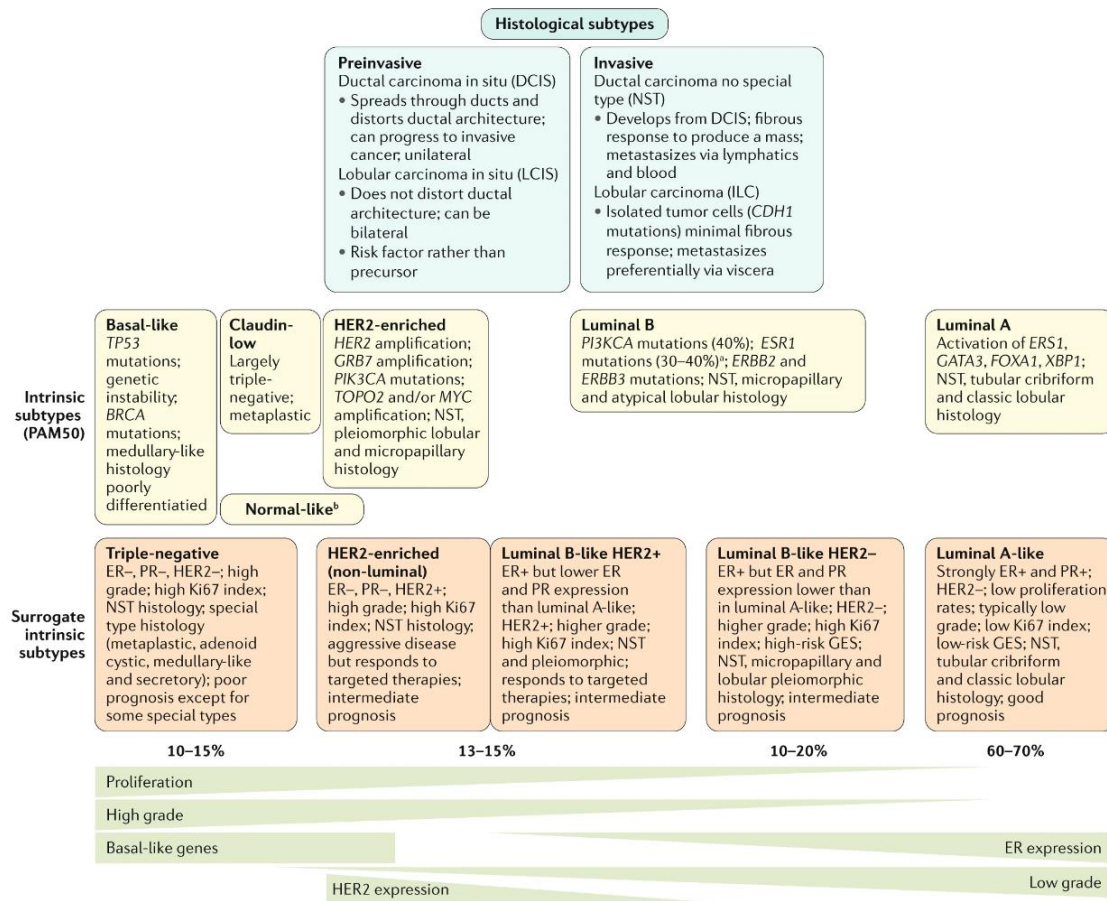 Histological subtypes
Preinvasive
Ductal carcinoma in situ (DCIS)
• Spreads through ducts and
distorts ductal architecture;
can progress to invasive
cancer; unilateral
Lobular carcinoma in situ (LCIS)
• Does not distort ductal
architecture; can be
bilateral
• Risk factor rather than
precursor
Invasive
Ductal carcinoma no special
type (NST)
• Develops from DCIS; fibrous
response to produce a mass;
metastasizes via lymphatics
and blood
Lobular carcinoma (ILC)
• Isolated tumor cells (CDH1
mutations) minimal fibrous
response; metastasizes
preferentially via viscera
Intrinsic
subtypes
(PAM50)
Basal-like
TP53
mutations;
genetic
instability;
BRCA
mutations;
medullary-like
histology
poorly
differentiatied
Claudin-
low
Largely
triple-
negative;
metaplastic
HER2-enriched
HER2 amplification;
GRB7 amplification;
PIK3CA mutations;
TOPO2 and/or MYC
amplification; NST,
pleiomorphic lobular
and micropapillary
histology
Luminal B
PI3KCA mutations (40%); ESR1
mutations (30–40%)ᵃ; ERBB2 and
ERBB3 mutations; NST, micropapillary
and atypical lobular histology
Luminal A
Activation of ERS1,
GATA3, FOXA1, XBP1;
NST, tubular cribriform
and classic lobular
histology
Normal-likeᵇ
Surrogate
intrinsic
subtypes
Triple-negative
ER–, PR–, HER2–; high
grade; high Ki67 index;
NST histology; special
type histology
(metaplastic, adenoid
cystic, medullary-like
and secretory); poor
prognosis except for
some special types
HER2-enriched
(non-luminal)
ER–, PR–, HER2+;
high grade; high Ki67
index; NST histology;
aggressive disease
but responds to
targeted therapies;
intermediate
prognosis
Luminal B-like HER2+
ER+ but lower ER
and PR expression
than luminal A-like;
HER2+; higher grade;
high Ki67 index; NST
and pleiomorphic;
responds to targeted
therapies; intermediate
prognosis
Luminal B-like HER2–
ER+ but ER and PR
expression lower than
in luminal A-like; HER2–;
higher grade; high Ki67
index; high-risk GES;
NST, micropapillary and
lobular pleiomorphic
histology; intermediate
prognosis
Luminal A-like
Strongly ER+ and PR+;
HER2–; low proliferation
rates; typically low
grade; low Ki67 index;
low-risk GES; NST,
tubular cribriform
and classic lobular
histology; good
prognosis
10–15%
13–15%
10–20%
60–70%
Proliferation
High grade
Basal-like genes
ER expression
Low grade
HER2 expression